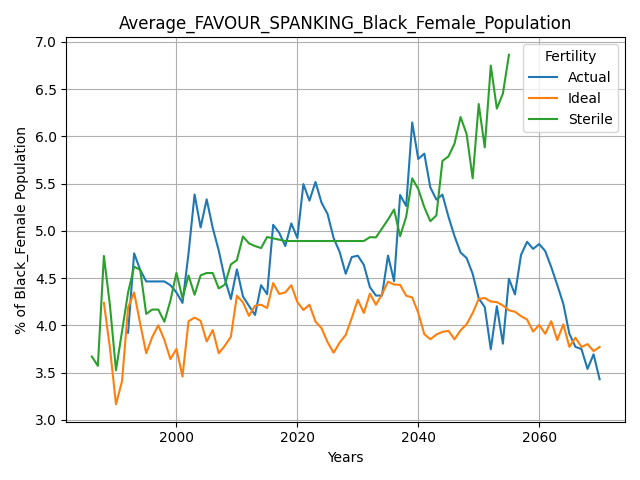 Average_FAVOUR_SPANKING_Black_Female_Population
% of Black_Female Population
7.0
6.5
6.0
5.5
5.0
4.5
4.0
3.5
3.0
Fertility
Actual
Ideal
Sterile
2000
2020
2040
2060
Years